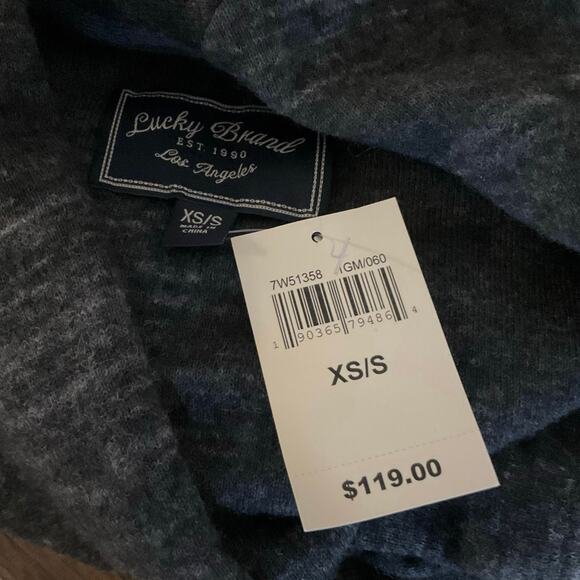 Lucky Brand
EST. 1990
Los Angeles
XS/S
MADE IN
CHINA
7W51358 1GM/060
1 90365 79486 4
XS/S
$119.00